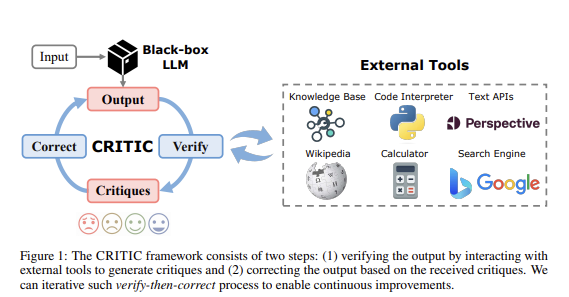 Input
Black-box
LLM
Output
Correct
CRITIC
Verify
Critiques
External Tools
Knowledge Base
Code Interpreter
Text APIs
Perspective
Wikipedia
Calculator
Search Engine
Google
Figure 1: The CRITIC framework consists of two steps: (1) verifying the output by interacting with
external tools to generate critiques and (2) correcting the output based on the received critiques. We
can iterative such verify-then-correct process to enable continuous improvements.